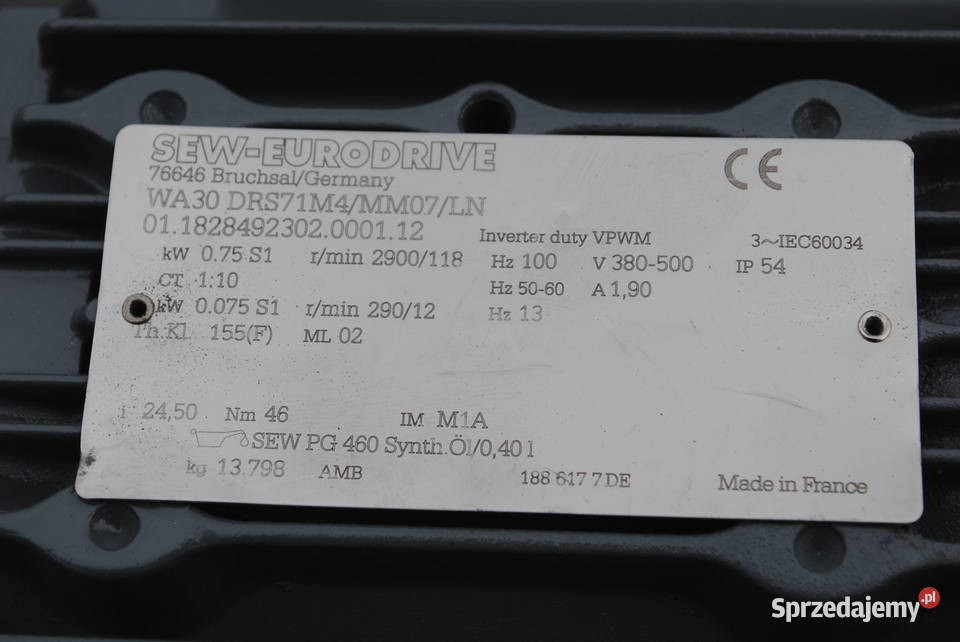 SEW-EURODRIVE
76646 Bruchsal/Germany
WA30 DRS71M4/MM07/LN
01.1828492302.0001.12 Inverter duty VPWM 3~IEC60034
kW 0.75 S1 r/min 2900/118 Hz 100 V 380-500 IP 54
CT 1:10 Hz 50-60 A 1,90
kW 0.075 S1 r/min 290/12 Hz 13
Th.Kl. 155(F) ML 02
i 24,50 Nm 46 IM M1A
SEW PG 460 Synth.Öl/0,40 l
kg 13.798 AMB 188 617 7 DE Made in France
CE
Sprzedajemy.pl